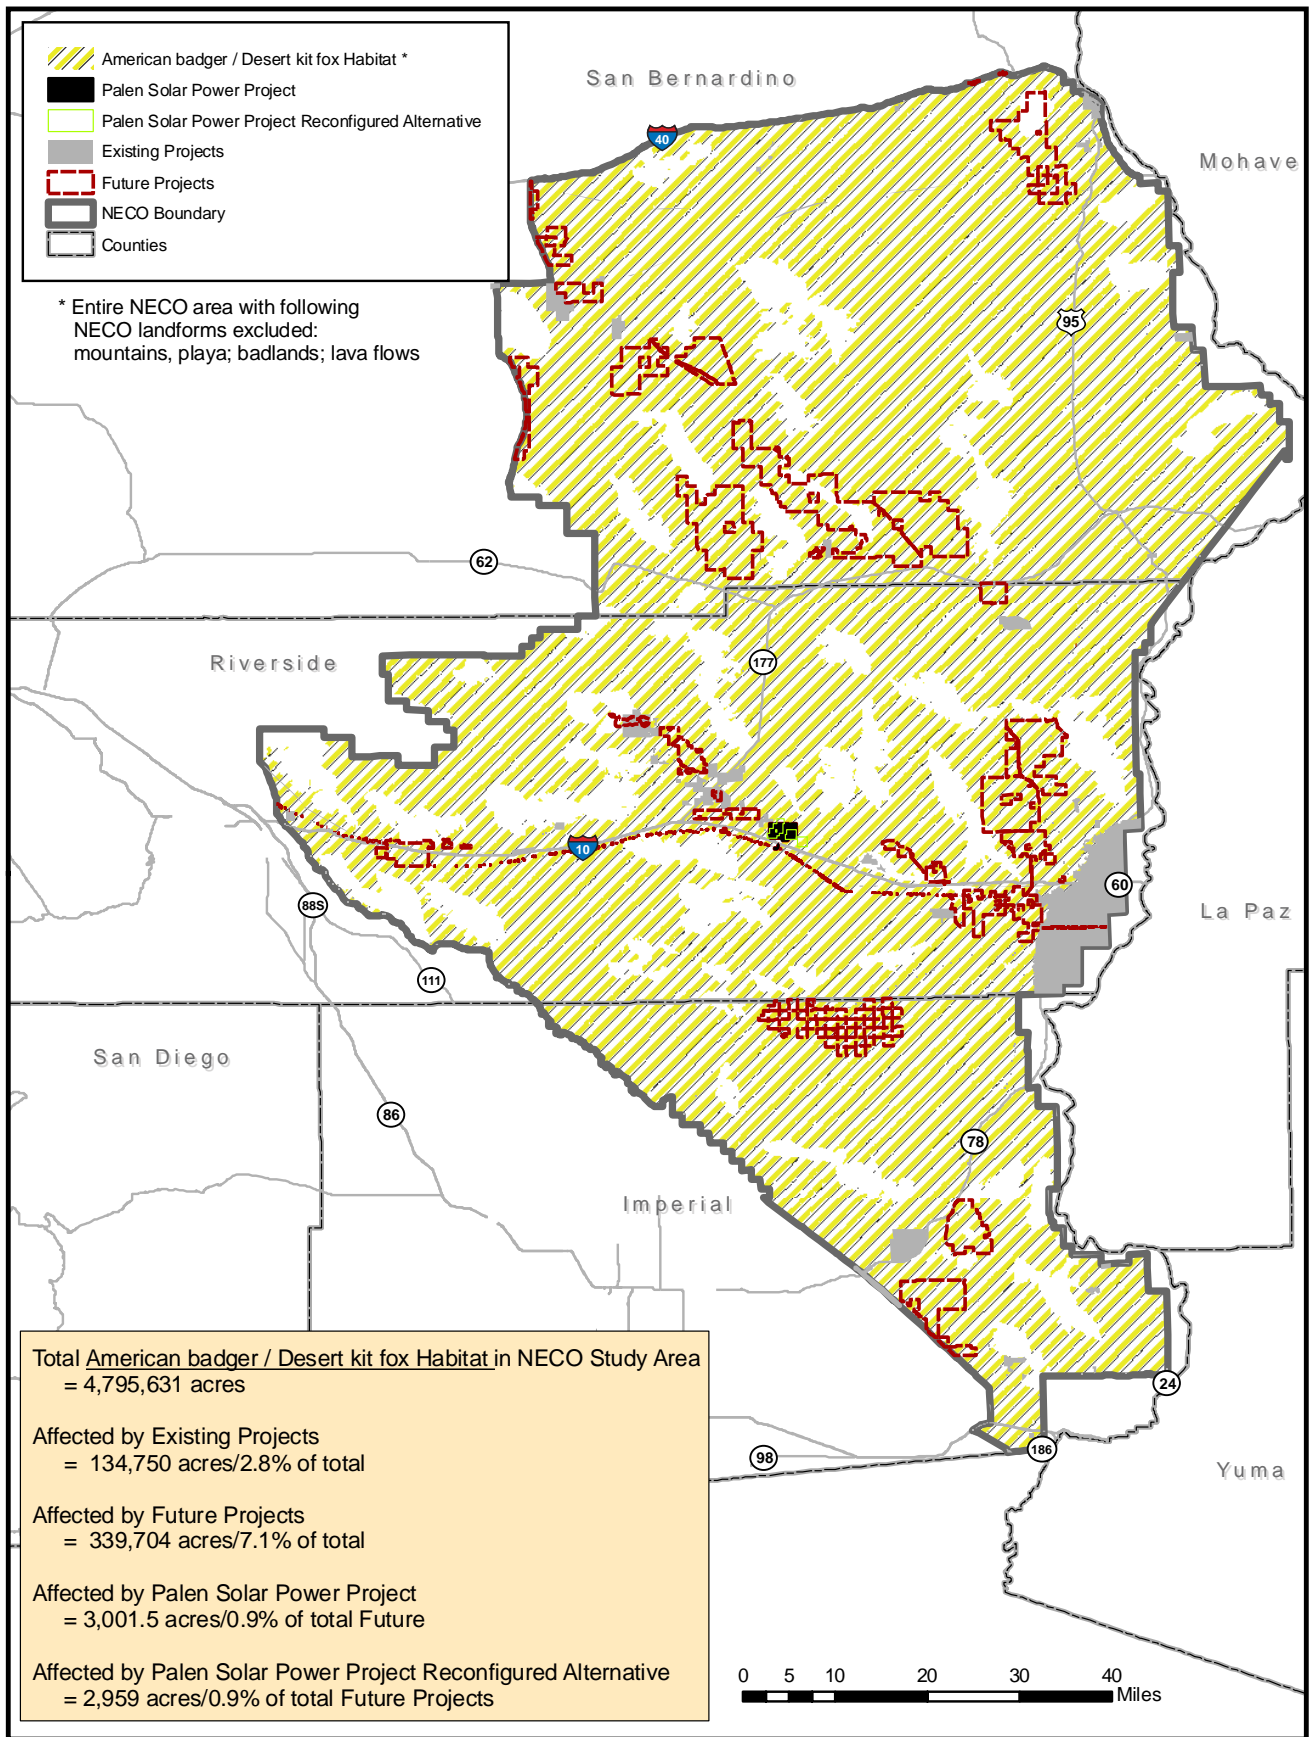 American badger / Desert kit fox Habitat *
Palen Solar Power Project
Palen Solar Power Project Reconfigured Alternative
Existing Projects
Future Projects
NECO Boundary
Counties
* Entire NECO area with following
NECO landforms excluded:
mountains, playa; badlands; lava flows
San Bernardino
40
Mohave
95
62
Riverside
177
10
60
88S
La Paz
111
San Diego
86
78
Imperial
24
186
98
Yuma
Total American badger / Desert kit fox Habitat in NECO Study Area
= 4,795,631 acres
Affected by Existing Projects
= 134,750 acres/2.8% of total
Affected by Future Projects
= 339,704 acres/7.1% of total
Affected by Palen Solar Power Project
= 3,001.5 acres/0.9% of total Future
Affected by Palen Solar Power Project Reconfigured Alternative
= 2,959 acres/0.9% of total Future Projects
0 5 10 20 30 40
Miles